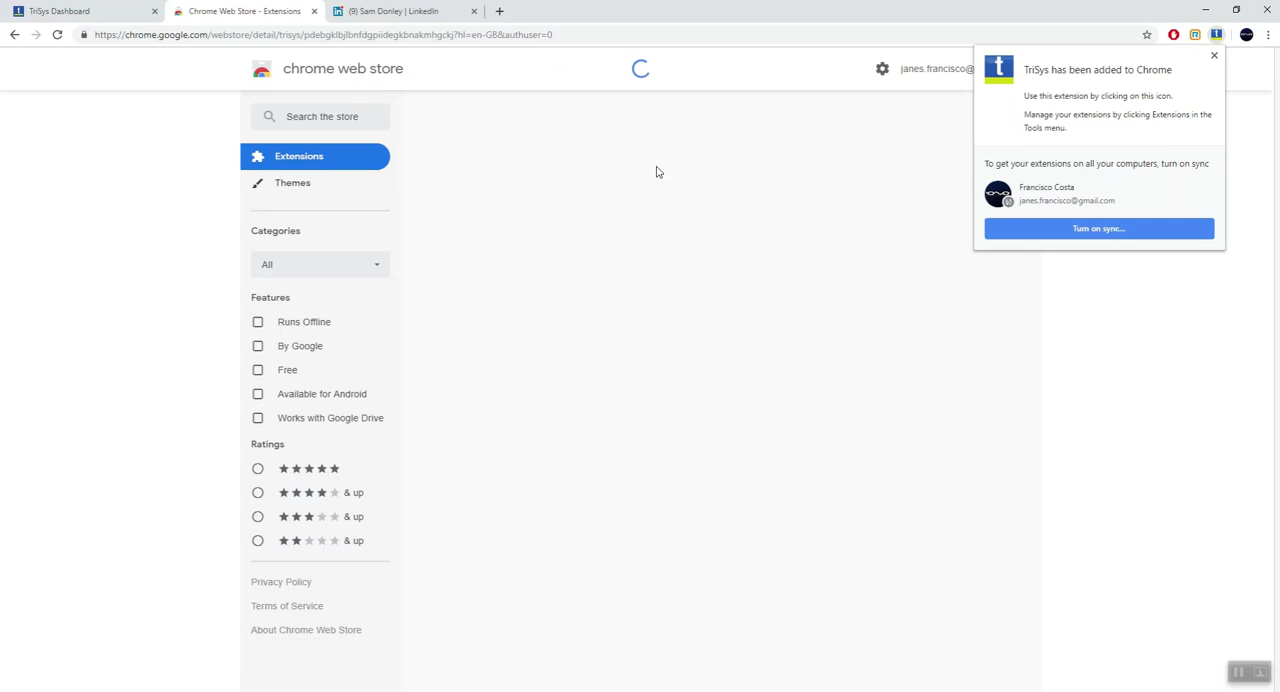 TriSys Dashboard
Chrome Web Store - Extensions
(9) Sam Donley | LinkedIn
https://chrome.google.com/webstore/detail/trisys/pdebgklbjlbnfdgpiidegkbnakmhgckj?hl=en-GB&authuser=0
chrome web store
janes.francisco@
TriSys has been added to Chrome
Use this extension by clicking on this icon.
Manage your extensions by clicking Extensions in the
Tools menu.
To get your extensions on all your computers, turn on sync
Francisco Costa
janes.francisco@gmail.com
Turn on sync...
Search the store
Extensions
Themes
Categories
All
Features
Runs Offline
By Google
Free
Available for Android
Works with Google Drive
Ratings
& up
& up
& up
Privacy Policy
Terms of Service
About Chrome Web Store